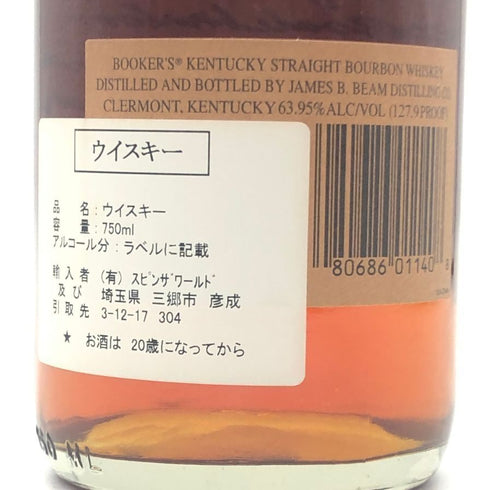 BOOKER'S® KENTUCKY STRAIGHT BOURBON WHISKEY
DISTILLED AND BOTTLED BY JAMES B. BEAM DISTILLING CO.
CLERMONT, KENTUCKY 63.95% ALC/VOL (127.9 PROOF)
80686 01140 8
ウイスキー
品　　名：ウイスキー
容　　量：750ml
アルコール分：ラベルに記載
輸入者 (有) スピンザワールド
及び 埼玉県 三郷市 彦成
引取先 3-12-17 304
★ お酒は 20歳になってから
ML